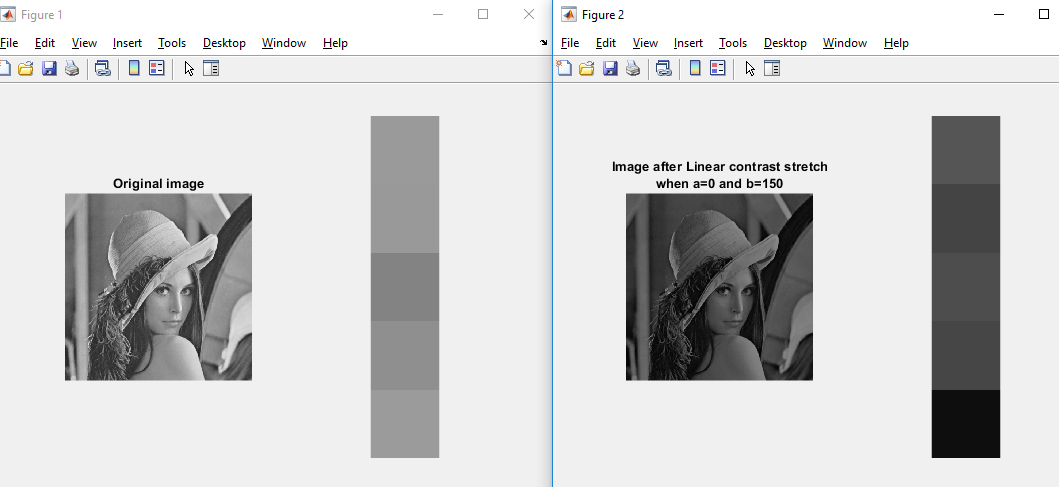 Figure 1
File Edit View Insert Tools Desktop Window Help
Original image
Figure 2
File Edit View Insert Tools Desktop Window Help
Image after Linear contrast stretch
when a=0 and b=150